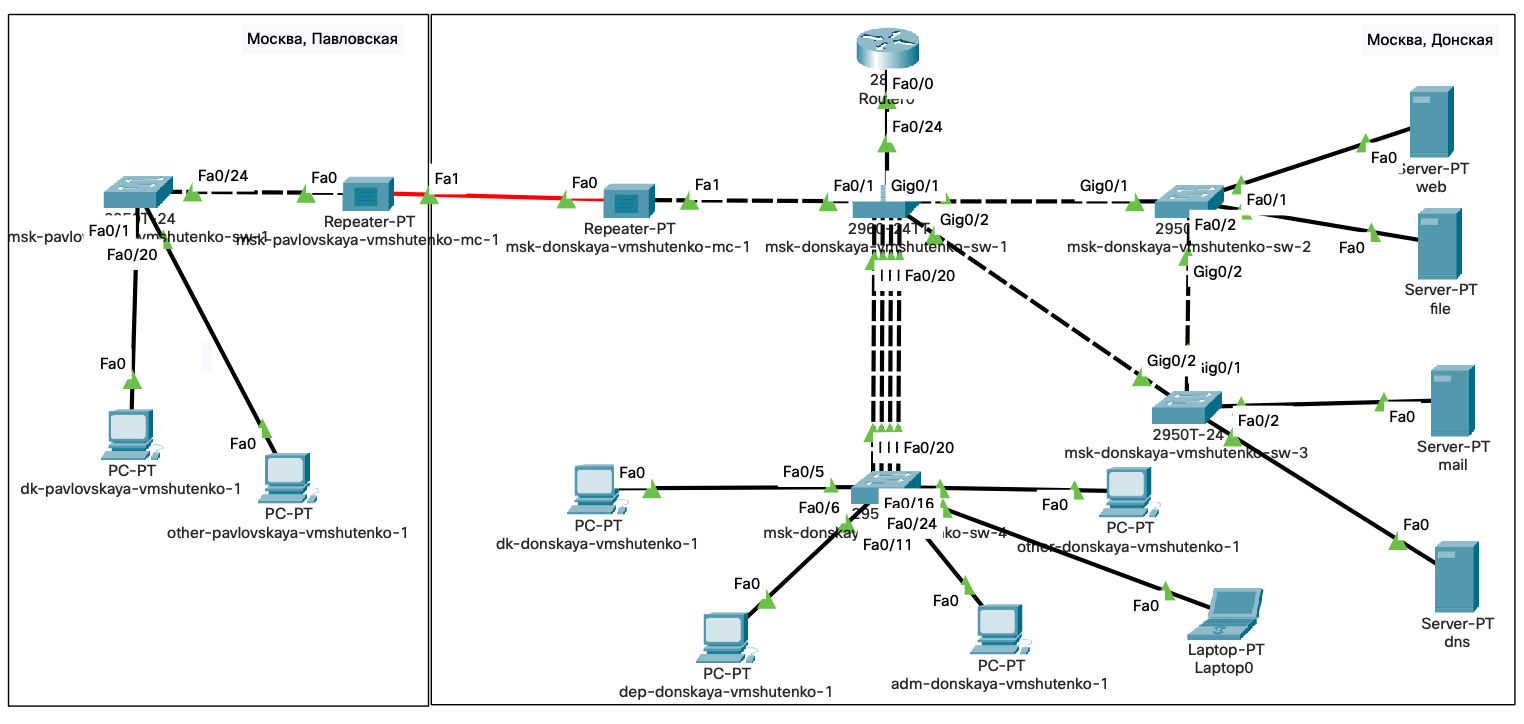 Москва, Павловская
Москва, Донская
28
Router0
Fa0/0
Fa0/24
Fa0/24
Fa0
Fa1
Fa0
Fa1
Fa0/1
Gig0/1
Gig0/1
Gig0/2
Repeater-PT
msk-pavlovskaya-vmshutenko-mc-1
Repeater-PT
msk-donskaya-vmshutenko-mc-1
msk-donskaya-vmshutenko-sw-1
2950
msk-donskaya-vmshutenko-sw-2
Fa0/1
Fa0/2
Gig0/2
Fa0
Server-PT
web
Fa0
Server-PT
file
Fa0/1
Fa0/20
Fa0/20
Fa0
PC-PT
dk-pavlovskaya-vmshutenko-1
Fa0
PC-PT
other-pavlovskaya-vmshutenko-1
Gig0/2
2950T-24
msk-donskaya-vmshutenko-sw-3
Fa0/2
Fa0
Server-PT
mail
Fa0
Server-PT
dns
Fa0/20
Fa0/5
Fa0/6
Fa0/16
Fa0/24
Fa0/11
Fa0
PC-PT
dk-donskaya-vmshutenko-1
Fa0
PC-PT
other-donskaya-vmshutenko-1
Fa0
PC-PT
dep-donskaya-vmshutenko-1
Fa0
PC-PT
adm-donskaya-vmshutenko-1
Fa0
Laptop-PT
Laptop0